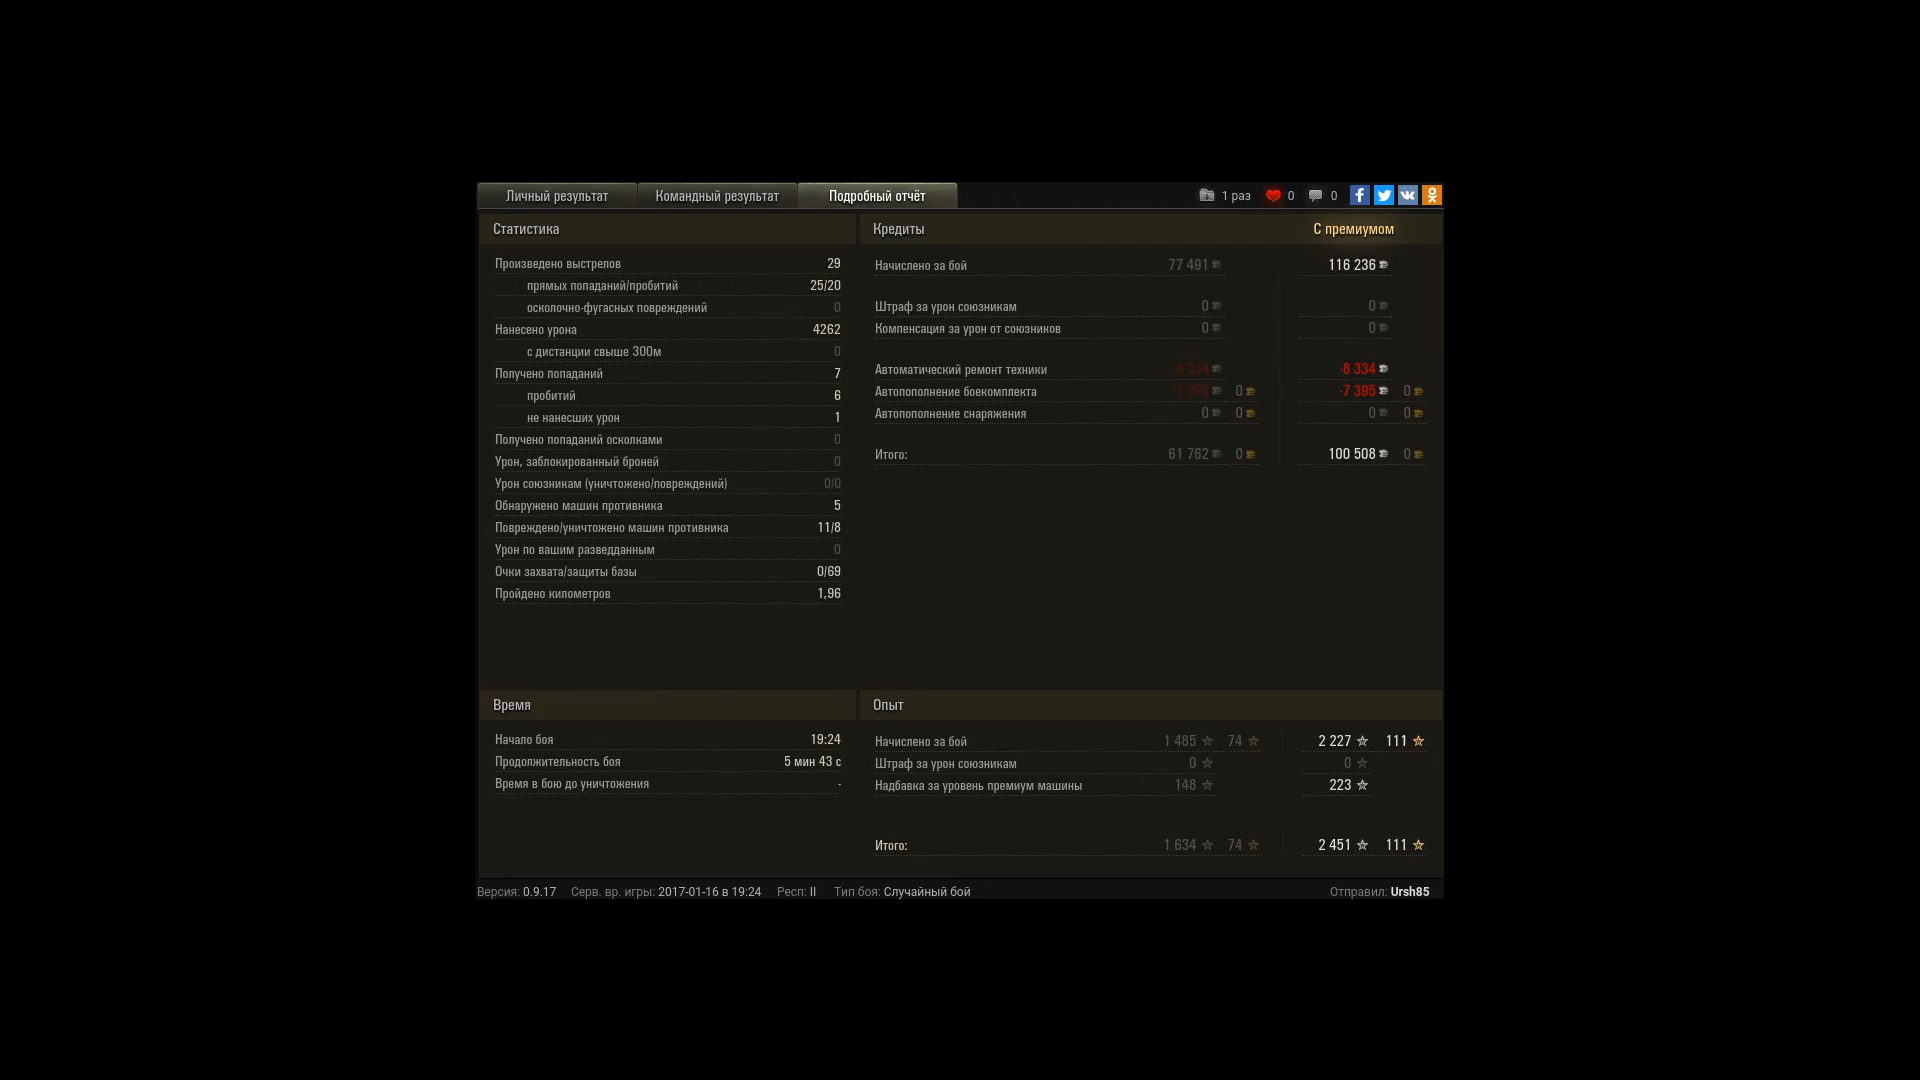 Личный результат Командный результат Подробный отчёт 1 раз 0 0
Статистика
Произведено выстрелов 29
прямых попаданий/пробитий 25/20
осколочно-фугасных повреждений 0
Нанесено урона 4262
с дистанции свыше 300м 0
Получено попаданий 7
пробитий 6
не нанесших урон 1
Получено попаданий осколками 0
Урон, заблокированный броней 0
Урон союзникам (уничтожено/повреждений) 0/0
Обнаружено машин противника 5
Повреждено/уничтожено машин противника 11/8
Урон по вашим разведданным 0
Очки захвата/защиты базы 0/69
Пройдено километров 1,96
Кредиты С премиумом
Начислено за бой 77 491 116 236
Штраф за урон союзникам 0 0
Компенсация за урон от союзников 0 0
Автоматический ремонт техники -8 334 -8 334
Автопополнение боекомплекта -7 395 0 -7 395 0
Автопополнение снаряжения 0 0 0 0
Итого: 61 762 0 100 508 0
Время
Начало боя 19:24
Продолжительность боя 5 мин 43 с
Время в бою до уничтожения -
Опыт
Начислено за бой 1 485 74 2 227 111
Штраф за урон союзникам 0 0
Надбавка за уровень премиум машины 148 223
Итого: 1 634 74 2 451 111
Версия: 0.9.17 Серв. вр. игры: 2017-01-16 в 19:24 Респ: II Тип боя: Случайный бой Отправил: Ursh85